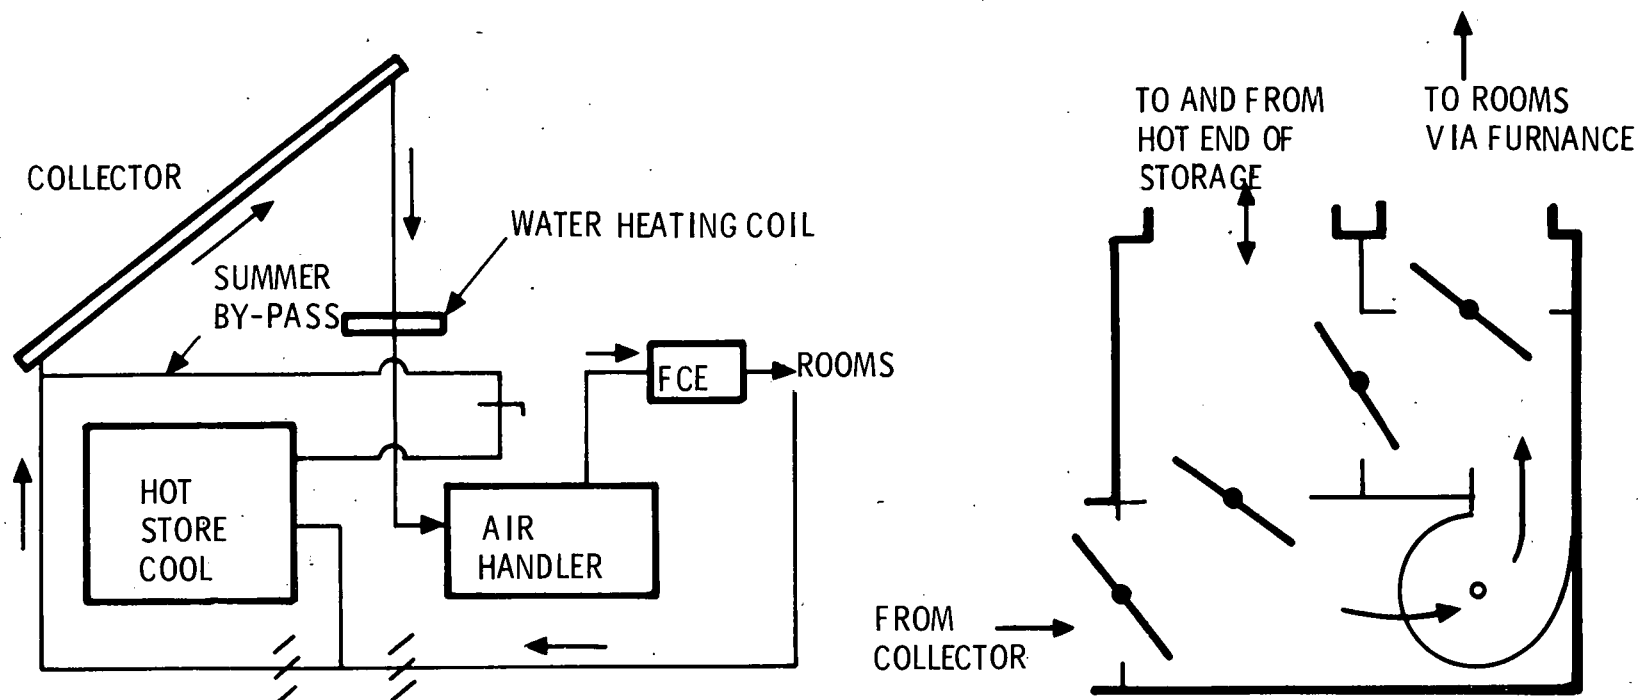 COLLECTOR
SUMMER
BY-PASS
WATER HEATING COIL
FCE
ROOMS
HOT
STORE
COOL
AIR
HANDLER
TO AND FROM
HOT END OF
STORAGE
TO ROOMS
VIA FURNANCE
FROM
COLLECTOR